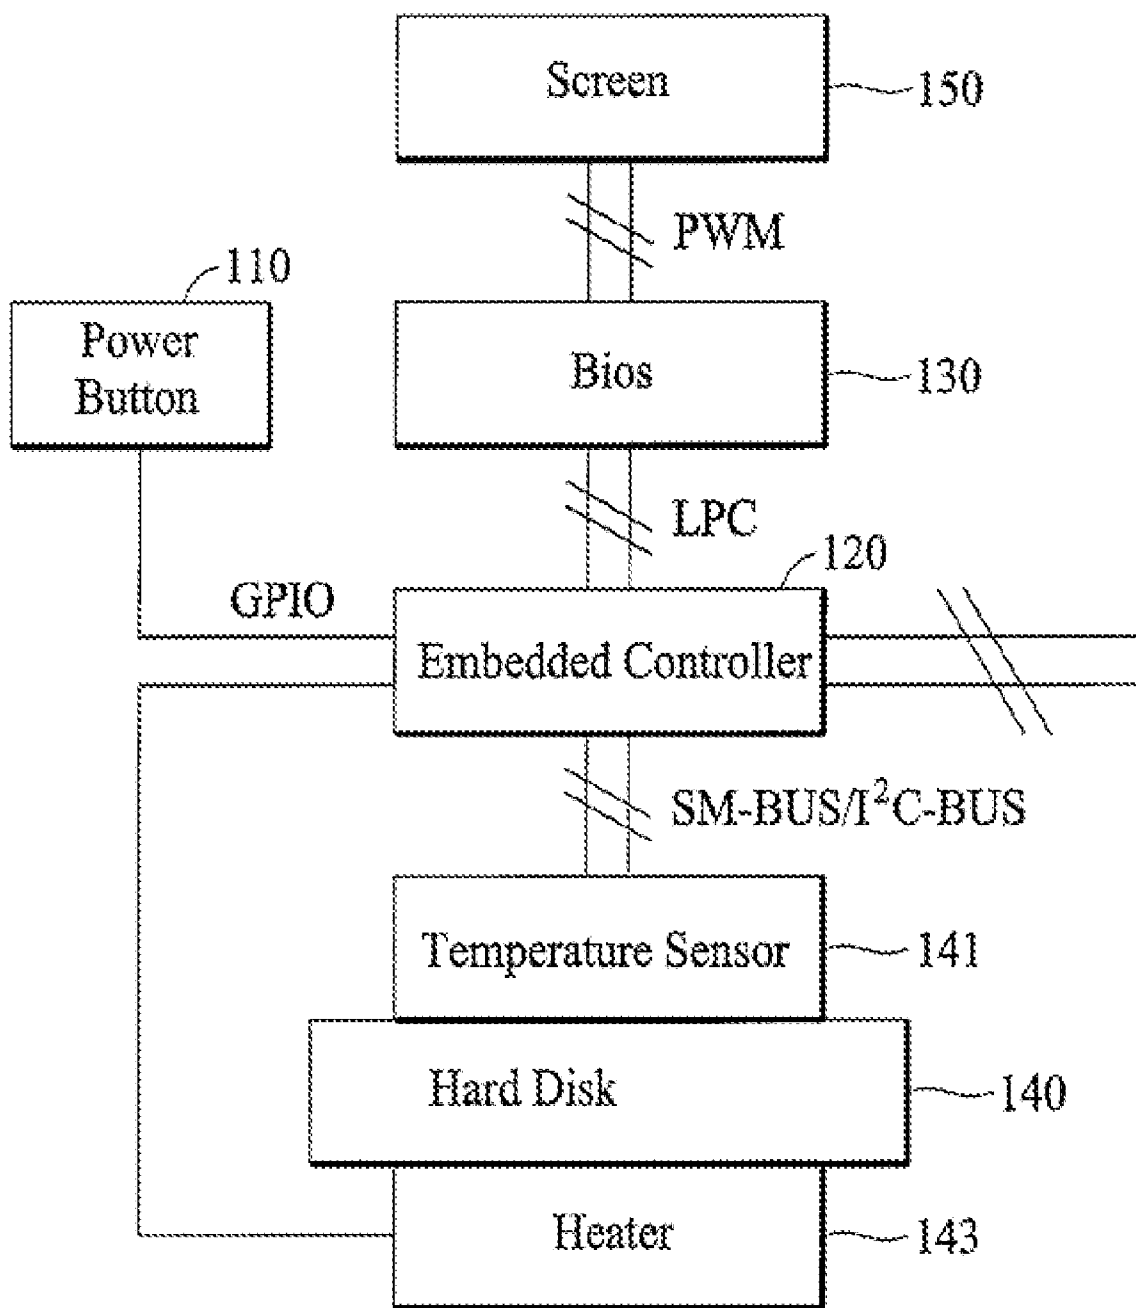 Screen
150
PWM
110
Power
Button
Bios
130
LPC
120
GPIO
Embedded Controller
SM-BUS/I²C-BUS
Temperature Sensor
141
Hard Disk
140
Heater
143